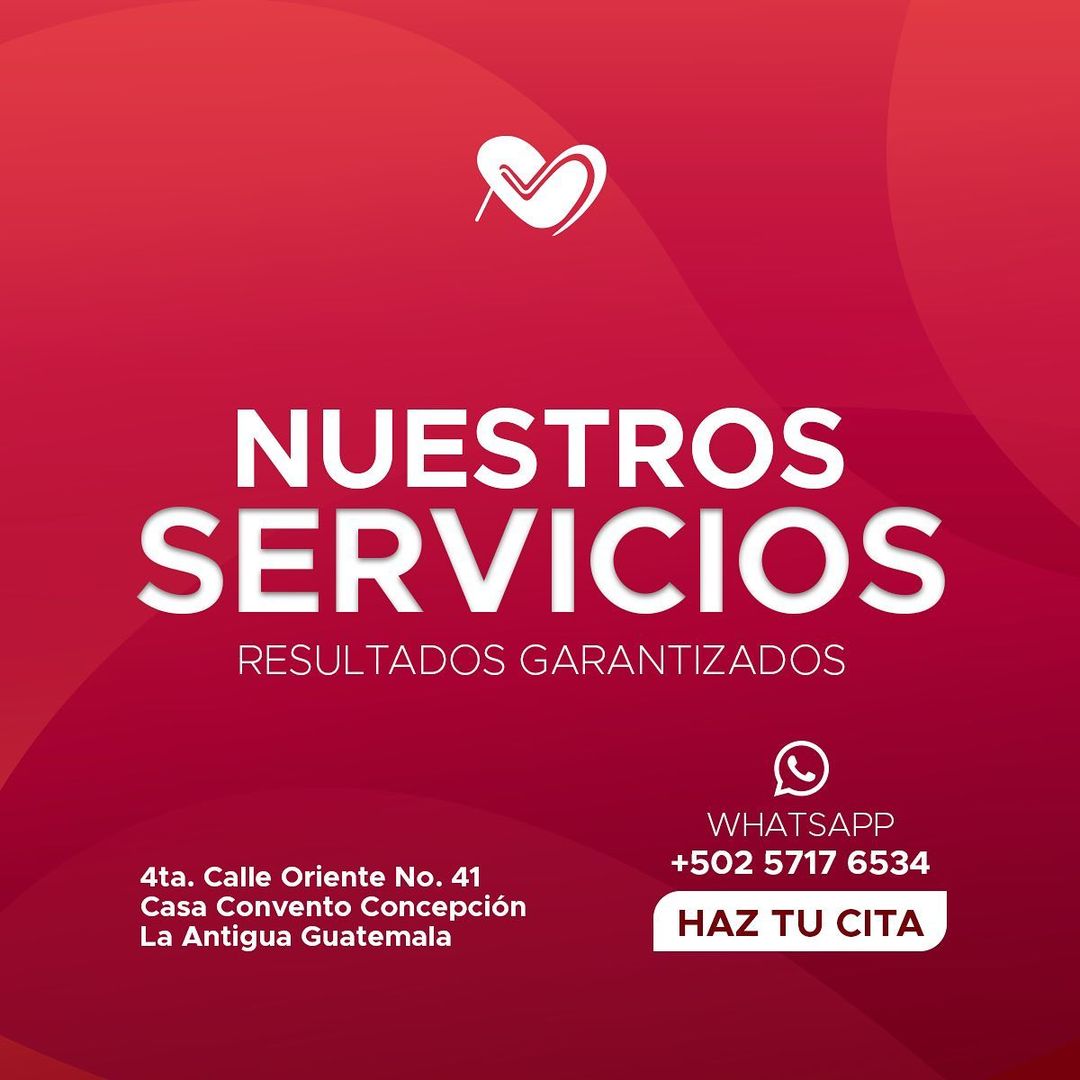 NUESTROS
SERVICIOS
RESULTADOS GARANTIZADOS
4ta. Calle Oriente No. 41
Casa Convento Concepción
La Antigua Guatemala
WHATSAPP
+502 5717 6534
HAZ TU CITA